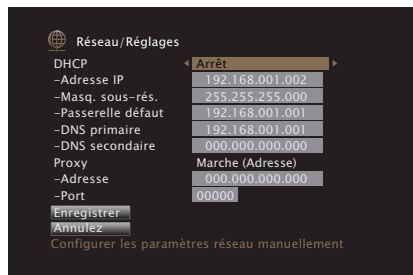 Réseau/Réglages
DHCP Arrêt
–Adresse IP 192.168.001.002
–Masq. sous-rés. 255.255.255.000
–Passerelle défaut 192.168.001.001
–DNS primaire 192.168.001.001
–DNS secondaire 000.000.000.000
Proxy Marche (Adresse)
–Adresse 000.000.000.000
–Port 00000
Enregistrer
Annulez
Configurer les paramètres réseau manuellement